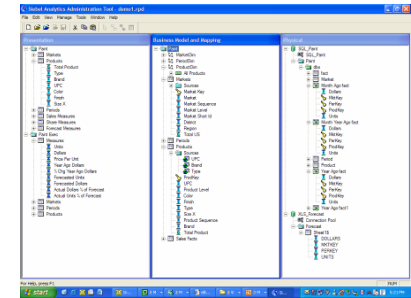 Siebel Analytics Administration Tool - demo1.rpd
File Edit View Manage Tools Window Help
Presentation
Paint
Markets
Products
Total Product
Type
Brand
UPC
Color
Finish
Size X
Periods
Sales Measures
Share Measures
Forecast Measures
Paint Exec
Measures
Units
Dollars
Price Per Unit
Year Ago Dollars
% Chg Year Ago Dollars
Forecasted Units
Forecasted Dollars
Actual Dollars % of Forecast
Actual Units % of Forecast
Markets
Periods
Products
Business Model and Mapping
Paint
MarketDim
PeriodDim
ProductDim
All Products
Markets
Sources
Market Key
Market
Market Sequence
Market Level
Market Short Id
District
Region
Total US
Periods
Products
Sources
UPC
Brand
Type
ProdKey
UPC
Product Level
Color
Finish
Type
Size X
Product Sequence
Brand
Total Product
Sales Facts
Physical
SQL_Paint
SQL_Paint
Paint
dbo
fact
Market
Month Ago fact
Dollars
MktKey
PerKey
ProdKey
Units
Month Year Ago fact
Dollars
MktKey
PerKey
ProdKey
Units
Period
Product
Year Ago fact
Dollars
MktKey
PerKey
ProdKey
Units
Year Ago fact1
XLS_Forecast
Connection Pool
Forecast
Sheet1$
DOLLARS
MKTKEY
PERKEY
UNITS
For Help, press F1
NUM
start